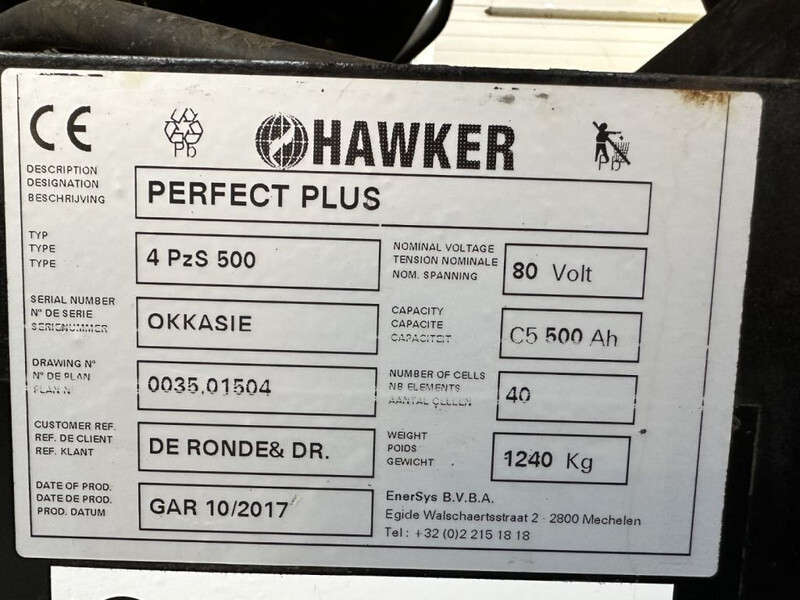 CE
Pb
HAWKER
Pb
DESCRIPTION
DESIGNATION
BESCHRIJVING
PERFECT PLUS
TYP
TYPE
TYPE
4 PzS 500
NOMINAL VOLTAGE
TENSION NOMINALE
NOM. SPANNING
80 Volt
SERIAL NUMBER
N° DE SERIE
SERIENUMMER
OKKASIE
CAPACITY
CAPACITE
CAPACITEIT
C5 500 Ah
DRAWING N°
N° DE PLAN
PLAN N°
0035.01504
NUMBER OF CELLS
NB ELEMENTS
AANTAL CELLEN
40
CUSTOMER REF.
REF. DE CLIENT
REF. KLANT
DE RONDE& DR.
WEIGHT
POIDS
GEWICHT
1240 Kg
DATE OF PROD.
DATE DE PROD.
PROD. DATUM
GAR 10/2017
EnerSys B.V.B.A.
Egide Walschaertsstraat 2 - 2800 Mechelen
Tel : +32 (0)2 215 18 18